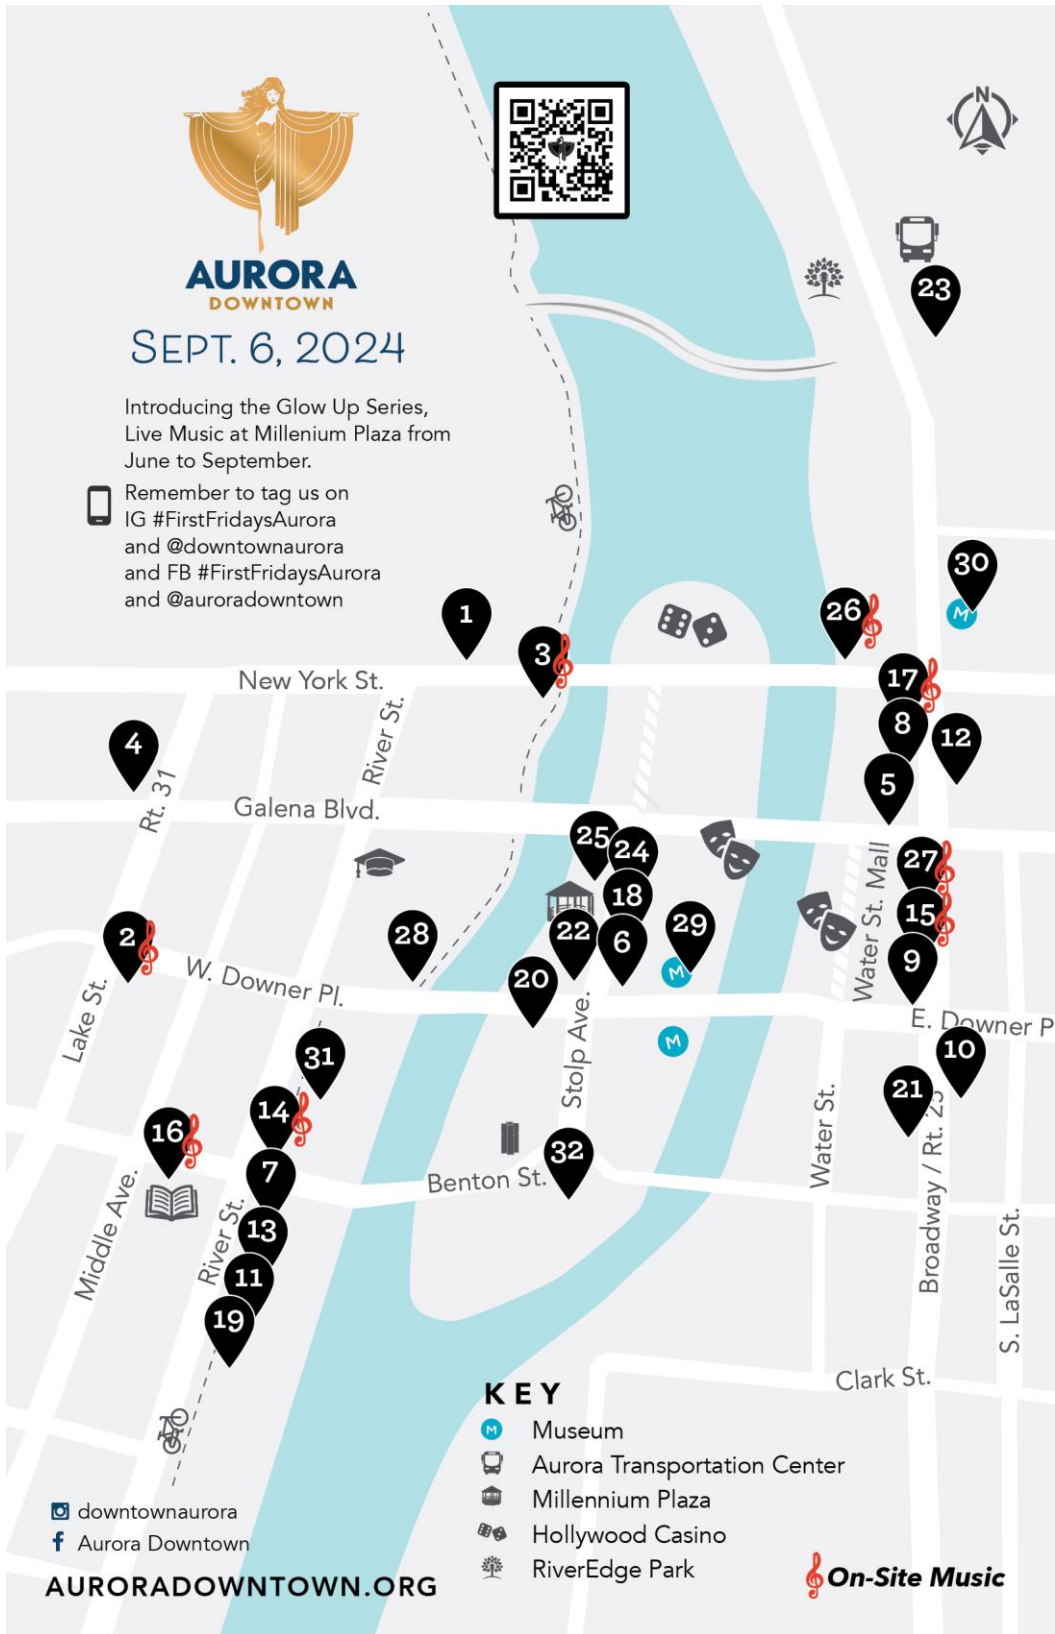 N
AURORA
DOWNTOWN
SEPT. 6, 2024
Introducing the Glow Up Series,
Live Music at Millenium Plaza from
June to September.
Remember to tag us on
IG #FirstFridaysAurora
and @downtownaurora
and FB #FirstFridaysAurora
and @auroradowntown
23
30
M
1
26
3
17
New York St.
River St.
8
12
4
5
Rt. 31
Galena Blvd.
25
24
27
Water St. Mall
18
15
2
28
22
6
29
9
M
W. Downer Pl.
20
Lake St.
Stolp Ave.
E. Downer P
M
31
10
21
14
16
Water St.
Broadway / Rt. 25
32
7
Benton St.
Middle Ave.
River St.
13
11
19
S. LaSalle St.
Clark St.
KEY
M Museum
Aurora Transportation Center
Millennium Plaza
Hollywood Casino
RiverEdge Park
downtownaurora
f Aurora Downtown
AURORADOWNTOWN.ORG
On-Site Music